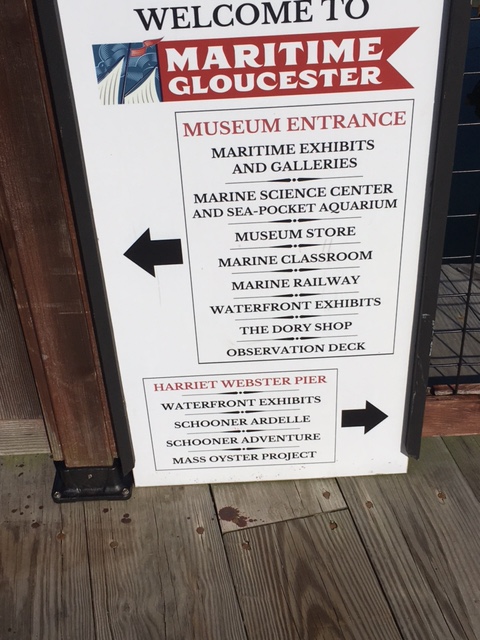 WELCOME TO
MARITIME
GLOUCESTER
MUSEUM ENTRANCE
MARITIME EXHIBITS
AND GALLERIES
MARINE SCIENCE CENTER
AND SEA-POCKET AQUARIUM
MUSEUM STORE
MARINE CLASSROOM
MARINE RAILWAY
WATERFRONT EXHIBITS
THE DORY SHOP
OBSERVATION DECK
HARRIET WEBSTER PIER
WATERFRONT EXHIBITS
SCHOONER ARDELLE
SCHOONER ADVENTURE
MASS OYSTER PROJECT